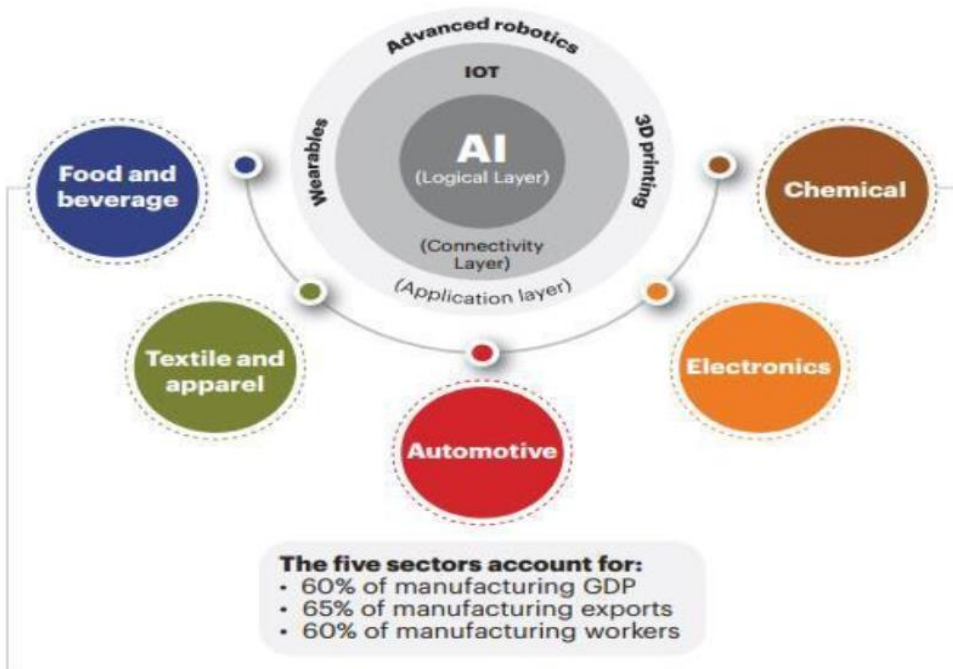 Advanced robotics
IOT
Wearables
3D printing
AI
(Logical Layer)
(Connectivity
Layer)
(Application layer)
Food and
beverage
Chemical
Textile and
apparel
Electronics
Automotive
The five sectors account for:
• 60% of manufacturing GDP
• 65% of manufacturing exports
• 60% of manufacturing workers